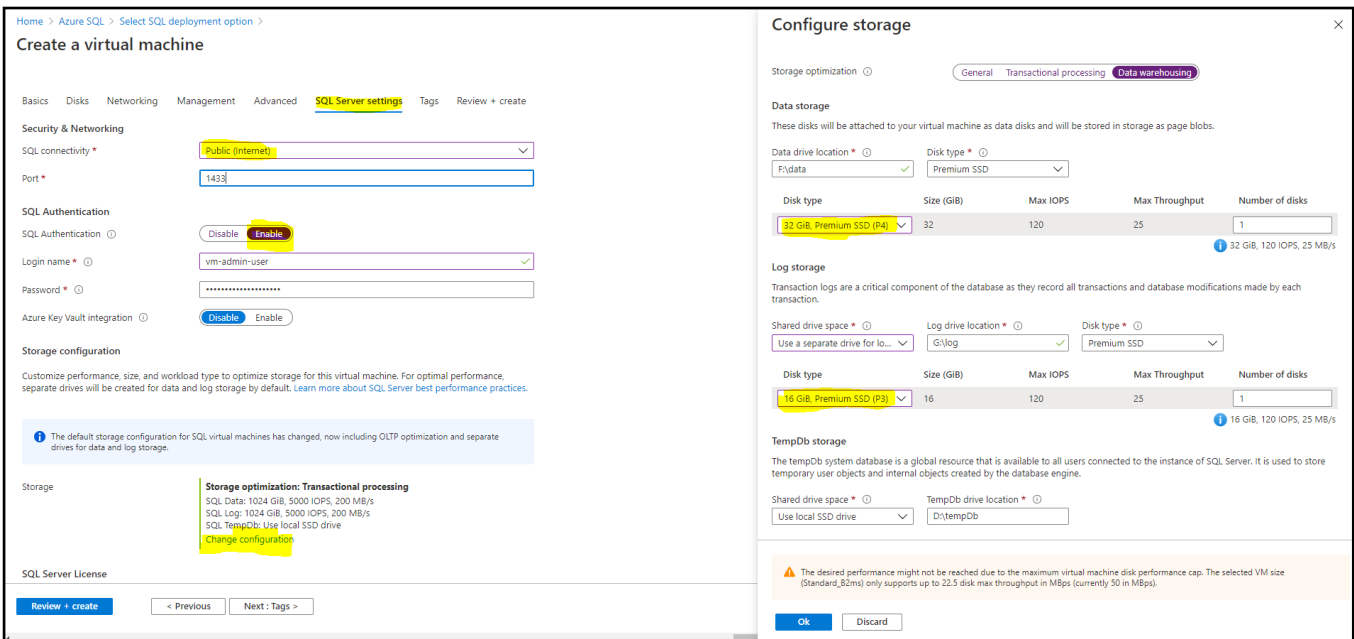 Home > Azure SQL > Select SQL deployment option >
Create a virtual machine
Basics Disks Networking Management Advanced SQL Server settings Tags Review + create
Security & Networking
SQL connectivity *
Public (Internet)
Port *
1433
SQL Authentication
SQL Authentication
Disable Enable
Login name *
vm-admin-user
Password *
••••••••••••••••••••
Azure Key Vault integration
Disable Enable
Storage configuration
Customize performance, size, and workload type to optimize storage for this virtual machine. For optimal performance,
separate drives will be created for data and log storage by default. Learn more about SQL Server best performance practices.
The default storage configuration for SQL virtual machines has changed, now including OLTP optimization and separate
drives for data and log storage.
Storage
Storage optimization: Transactional processing
SQL Data: 1024 GiB, 5000 IOPS, 200 MB/s
SQL Log: 1024 GiB, 5000 IOPS, 200 MB/s
SQL TempDb: Use local SSD drive
Change configuration
SQL Server License
Review + create < Previous Next : Tags >
Configure storage
Storage optimization
General Transactional processing Data warehousing
Data storage
These disks will be attached to your virtual machine as data disks and will be stored in storage as page blobs.
Data drive location * Disk type *
F:\data Premium SSD
Disk type Size (GiB) Max IOPS Max Throughput Number of disks
32 GiB, Premium SSD (P4) 32 120 25 1
32 GiB, 120 IOPS, 25 MB/s
Log storage
Transaction logs are a critical component of the database as they record all transactions and database modifications made by each
transaction.
Shared drive space * Log drive location * Disk type *
Use a separate drive for lo... G:\log Premium SSD
Disk type Size (GiB) Max IOPS Max Throughput Number of disks
16 GiB, Premium SSD (P3) 16 120 25 1
16 GiB, 120 IOPS, 25 MB/s
TempDb storage
The tempDb system database is a global resource that is available to all users connected to the instance of SQL Server. It is used to store
temporary user objects and internal objects created by the database engine.
Shared drive space * TempDb drive location *
Use local SSD drive D:\tempDb
The desired performance might not be reached due to the maximum virtual machine disk performance cap. The selected VM size
(Standard_B2ms) only supports up to 22.5 disk max throughput in MBps (currently 50 in MBps).
Ok Discard